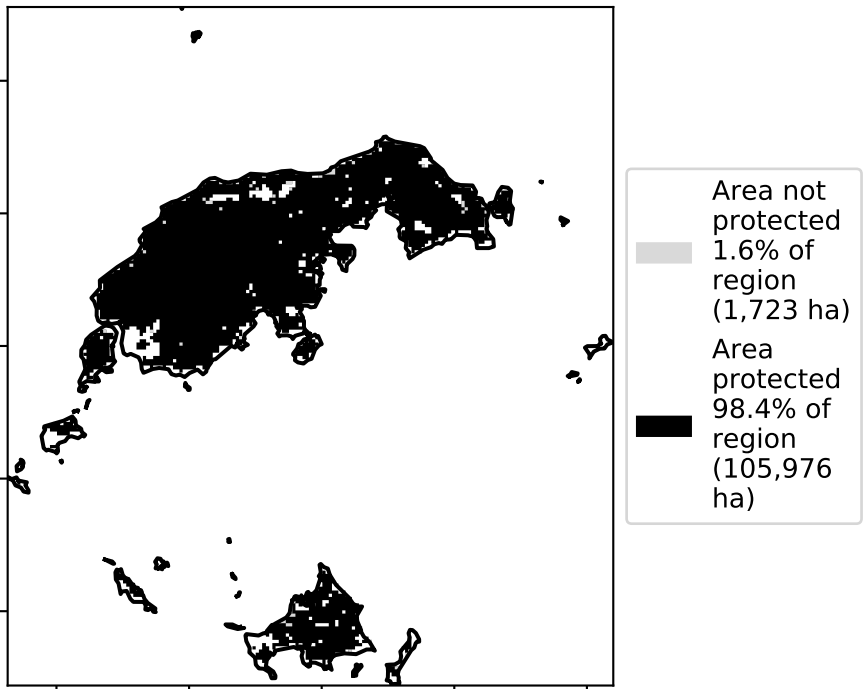 Area not
protected
1.6% of
region
(1,723 ha)
Area
protected
98.4% of
region
(105,976
ha)